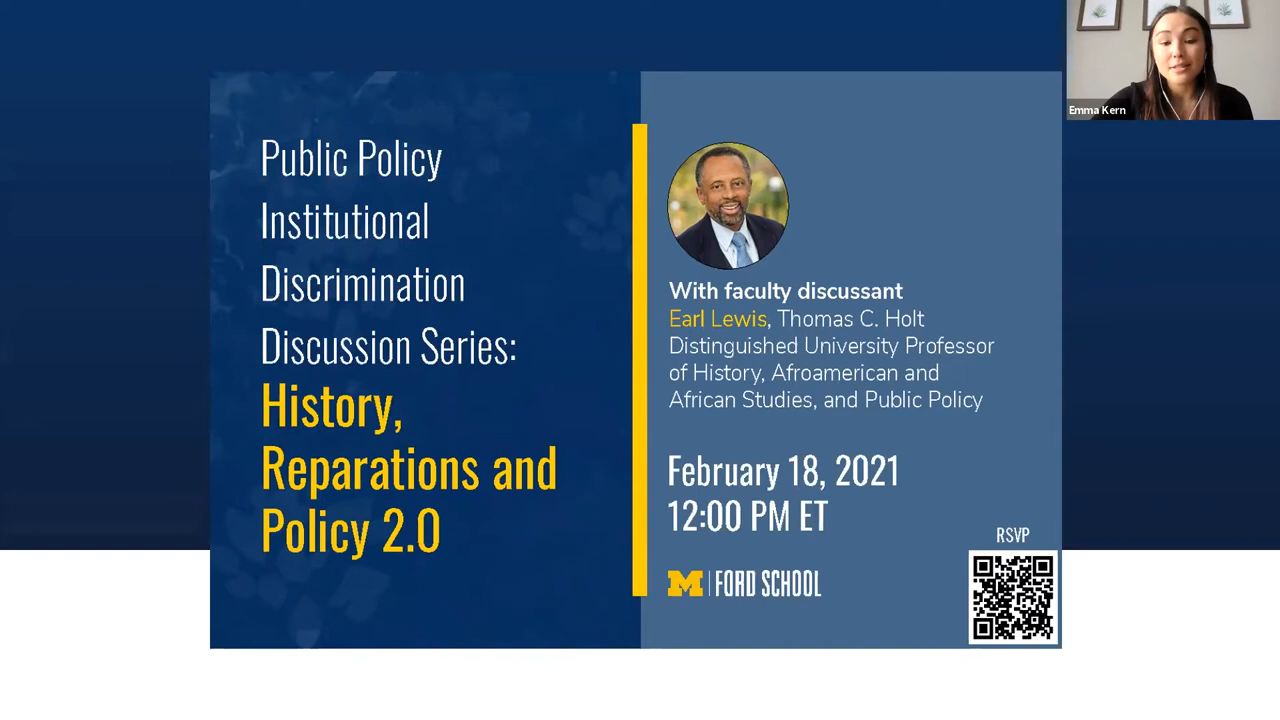 Public Policy
Institutional
Discrimination
Discussion Series:
History,
Reparations and
Policy 2.0
With faculty discussant
Earl Lewis, Thomas C. Holt
Distinguished University Professor
of History, Afroamerican and
African Studies, and Public Policy
February 18, 2021
12:00 PM ET
M | FORD SCHOOL
RSVP
Emma Kern